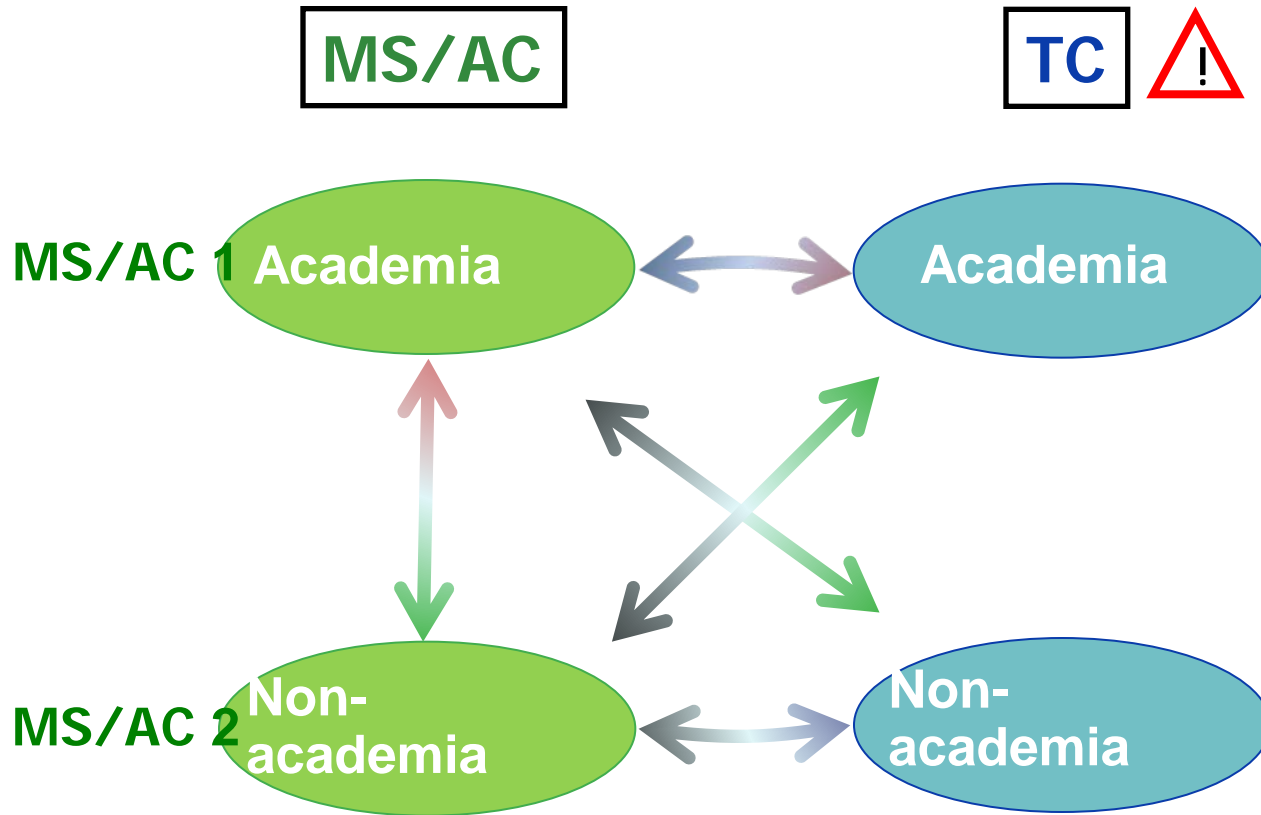 MS/AC
TC
!
MS/AC 1
Academia
Academia
MS/AC 2
Non-
academia
Non-
academia